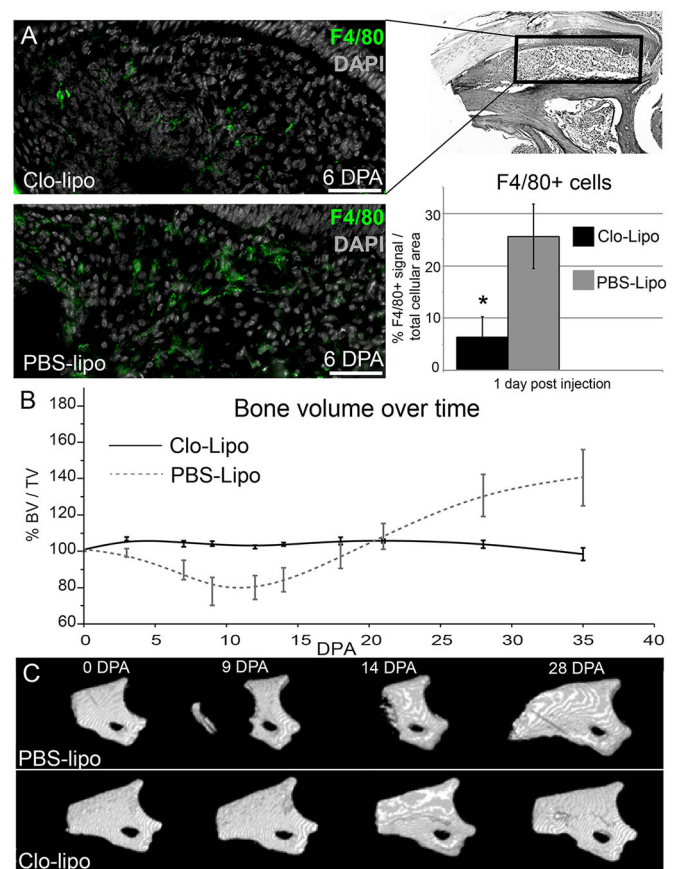 A
F4/80
DAPI
Clo-lipo
6 DPA
F4/80
DAPI
PBS-lipo
6 DPA
F4/80+ cells
% F4/80+ signal /
total cellular area
30
20
10
0
*
Clo-Lipo
PBS-Lipo
1 day post injection
B
Bone volume over time
% BV / TV
180
160
140
120
100
80
60
Clo-Lipo
PBS-Lipo
0 5 10 15 20 25 30 35 40
DPA
C
0 DPA 9 DPA 14 DPA 28 DPA
PBS-lipo
Clo-lipo